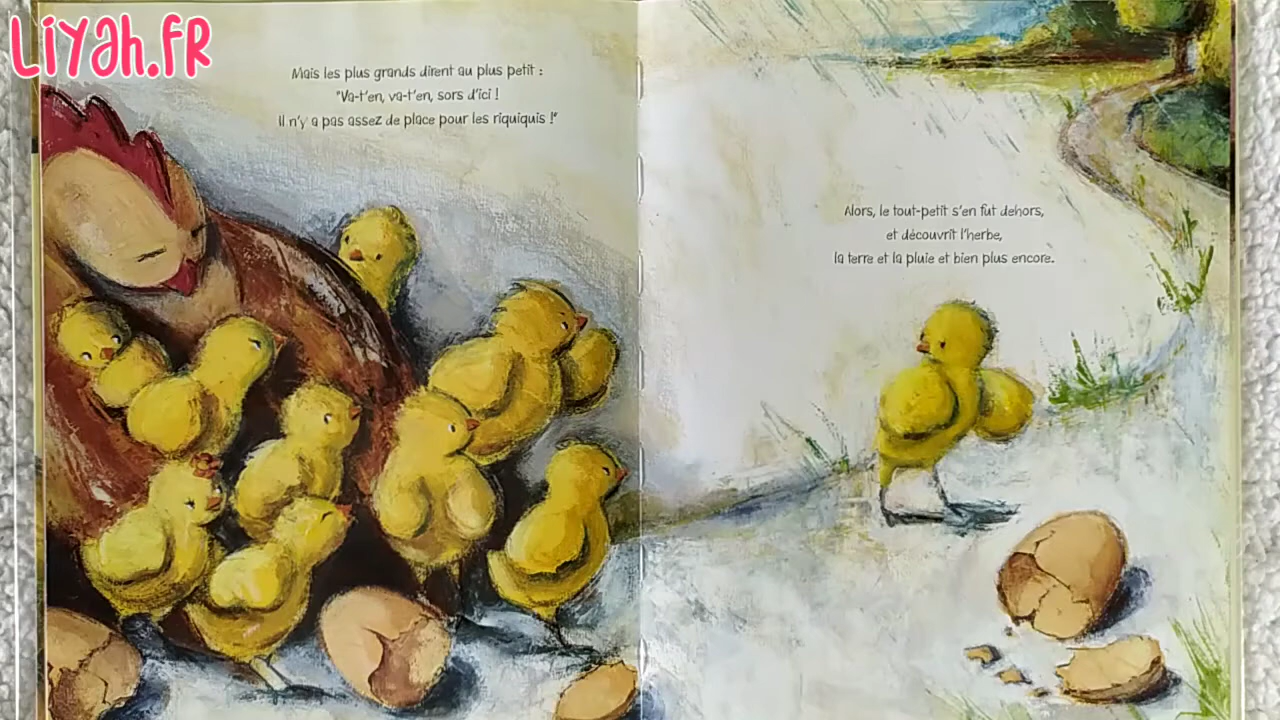 LiYah.FR
Mais les plus grands dirent au plus petit :
"Va-t'en, va-t'en, sors d'ici !
Il n'y a pas assez de place pour les riquiquis !"
Alors, le tout-petit s'en fut dehors,
et découvrit l'herbe,
la terre et la pluie et bien plus encore.